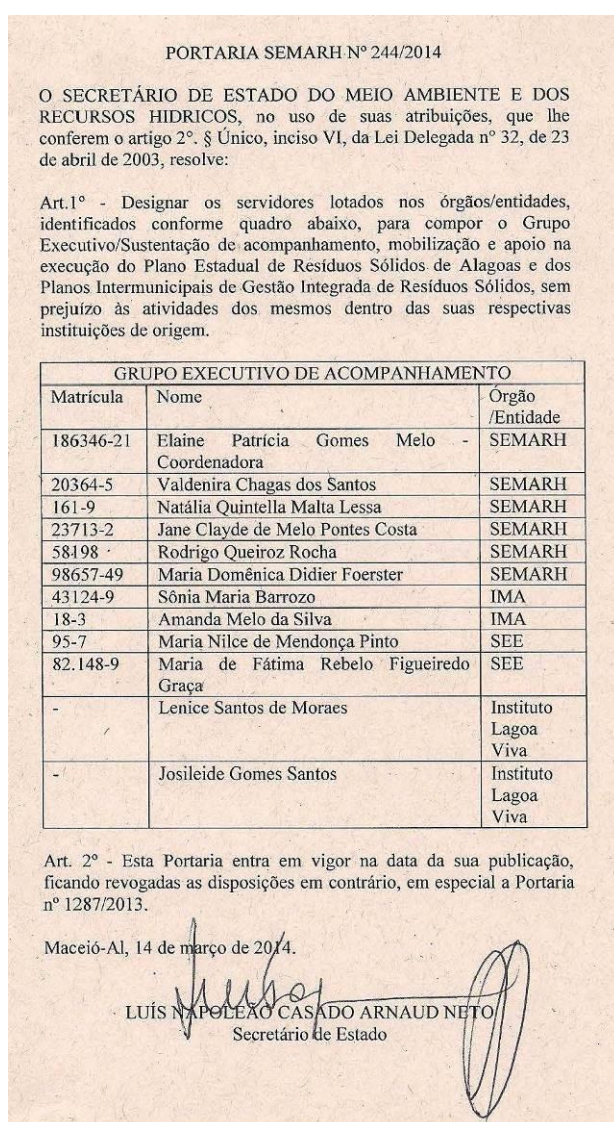 PORTARIA SEMARH Nº 244/2014
O SECRETÁRIO DE ESTADO DO MEIO AMBIENTE E DOS
RECURSOS HIDRICOS, no uso de suas atribuições, que lhe
conferem o artigo 2°. § Único, inciso VI, da Lei Delegada nº 32, de 23
de abril de 2003, resolve:
Art.1º - Designar os servidores lotados nos órgãos/entidades,
identificados conforme quadro abaixo, para compor o Grupo
Executivo/Sustentação de acompanhamento, mobilização e apoio na
execução do Plano Estadual de Resíduos Sólidos de Alagoas e dos
Planos Intermunicipais de Gestão Integrada de Resíduos Sólidos, sem
prejuízo às atividades dos mesmos dentro das suas respectivas
instituições de origem.
GRUPO EXECUTIVO DE ACOMPANHAMENTO
Matrícula Nome Órgão
/Entidade
186346-21 Elaine Patrícia Gomes Melo - SEMARH
Coordenadora
20364-5 Valdenira Chagas dos Santos SEMARH
161-9 Natália Quintella Malta Lessa SEMARH
23713-2 Jane Clayde de Melo Pontes Costa SEMARH
58198 Rodrigo Queiroz Rocha SEMARH
98657-49 Maria Domênica Didier Foerster SEMARH
43124-9 Sônia Maria Barrozo IMA
18-3 Amanda Melo da Silva IMA
95-7 Maria Nilce de Mendonça Pinto SEE
82.148-9 Maria de Fátima Rebelo Figueiredo SEE
Graça
- Lenice Santos de Moraes Instituto
Lagoa
Viva
- Josileide Gomes Santos Instituto
Lagoa
Viva
Art. 2º - Esta Portaria entra em vigor na data da sua publicação,
ficando revogadas as disposições em contrário, em especial a Portaria
nº 1287/2013.
Maceió-Al, 14 de março de 2014.
LUÍS NAPOLEÃO CASADO ARNAUD NETO
Secretário de Estado